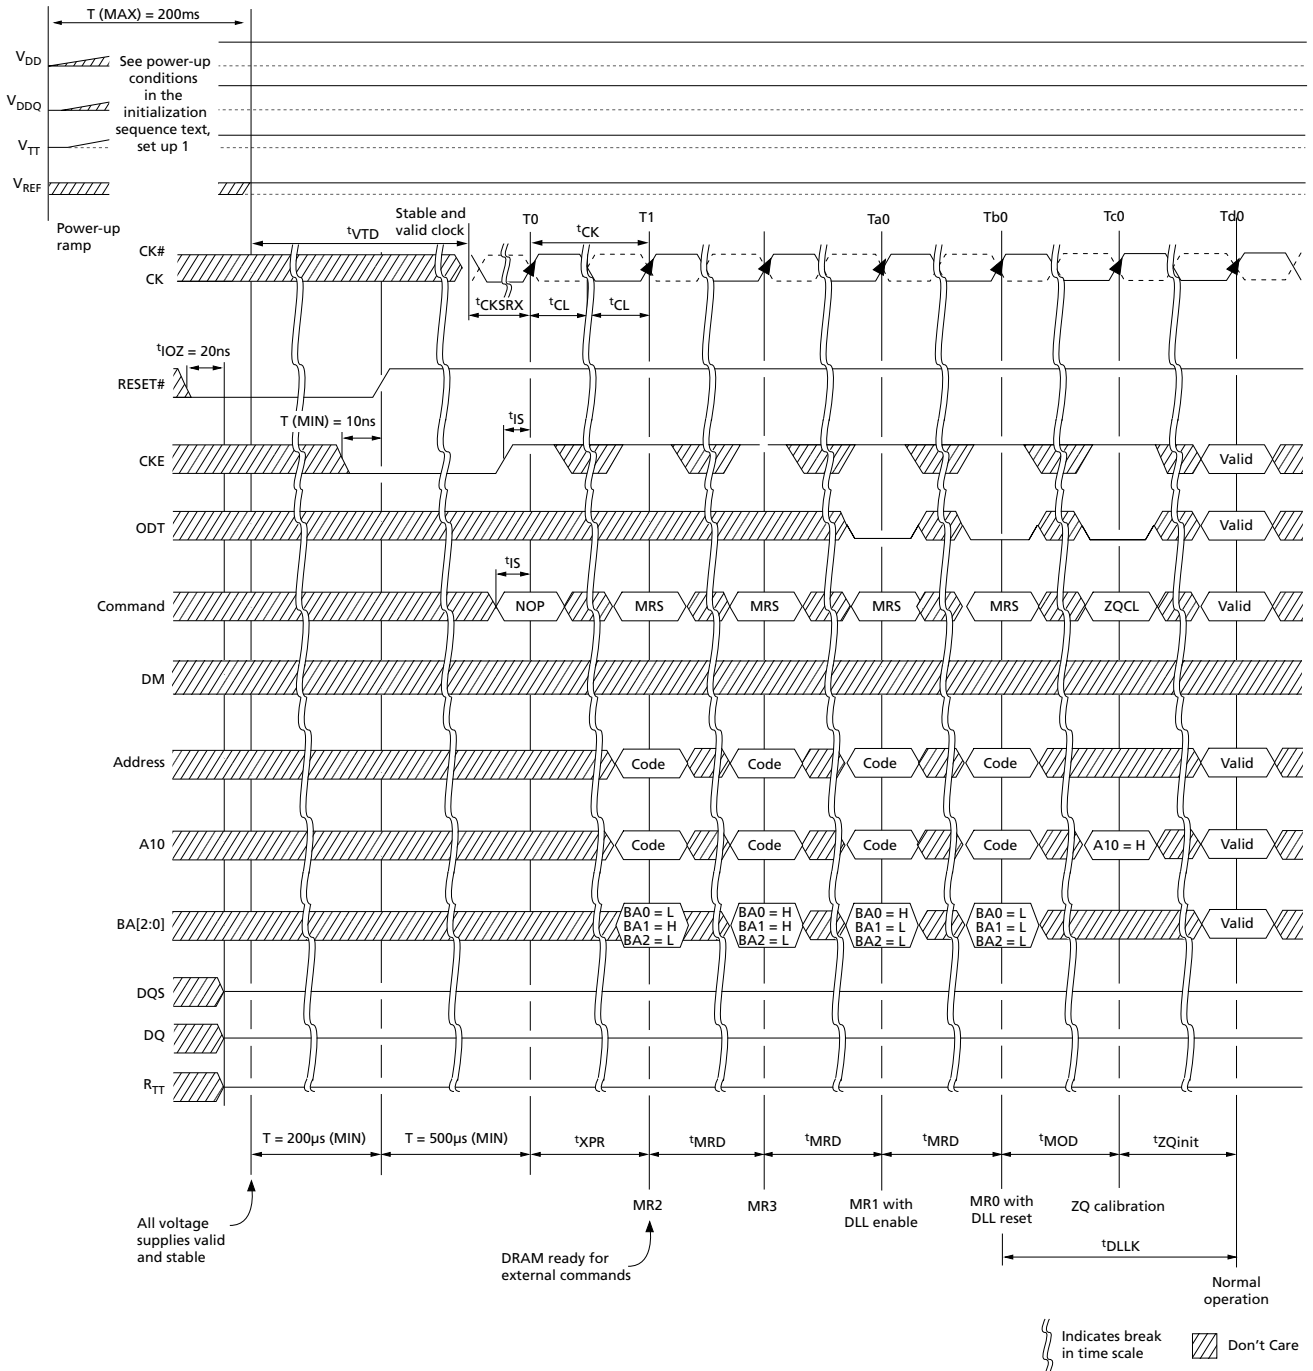 T (MAX) = 200ms
VDD
See power-up
conditions
in the
initialization
sequence text,
set up 1
VDDQ
VTT
VREF
Power-up
ramp
Stable and
valid clock
T0
T1
Ta0
Tb0
Tc0
Td0
tVTD
tCK
CK#
CK
tCKSRX
tCL
tCL
tIOZ = 20ns
RESET#
T (MIN) = 10ns
tIS
CKE
Valid
ODT
Valid
tIS
Command
NOP
MRS
MRS
MRS
MRS
ZQCL
Valid
DM
Address
Code
Code
Code
Code
Valid
A10
Code
Code
Code
Code
A10 = H
Valid
BA[2:0]
BA0 = L
BA1 = H
BA2 = L
BA0 = H
BA1 = H
BA2 = L
BA0 = H
BA1 = L
BA2 = L
BA0 = L
BA1 = L
BA2 = L
Valid
DQS
DQ
RTT
T = 200µs (MIN)
T = 500µs (MIN)
tXPR
tMRD
tMRD
tMRD
tMOD
tZQinit
MR2
MR3
MR1 with
DLL enable
MR0 with
DLL reset
ZQ calibration
All voltage
supplies valid
and stable
DRAM ready for
external commands
tDLLK
Normal
operation
Indicates break
in time scale
Don't Care